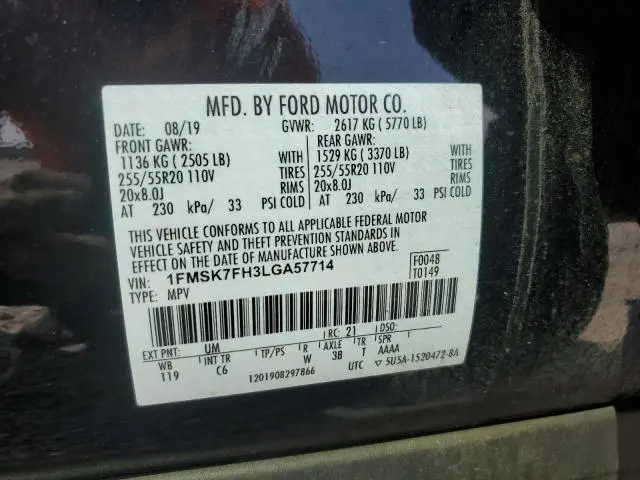 MFD. BY FORD MOTOR CO.
DATE: 08/19 GVWR: 2617 KG ( 5770 LB)
FRONT GAWR: REAR GAWR:
1136 KG ( 2505 LB) WITH 1529 KG ( 3370 LB) WITH
255/55R20 110V TIRES 255/55R20 110V TIRES
20x8.0J RIMS 20x8.0J RIMS
AT 230 kPa/ 33 PSI COLD AT 230 kPa/ 33 PSI COLD
THIS VEHICLE CONFORMS TO ALL APPLICABLE FEDERAL MOTOR
VEHICLE SAFETY AND THEFT PREVENTION STANDARDS IN
EFFECT ON THE DATE OF MANUFACTURE SHOWN ABOVE.
VIN: 1FMSK7FH3LGA57714 F0048
TYPE: MPV T0149
EXT PNT: UM RC: 21 DSO:
WB INT TR TP/PS R AXLE TR SPR
119 C6 W 3B T AAAA
1201908297866 UTC ▽ 5U5A-1520472-8A